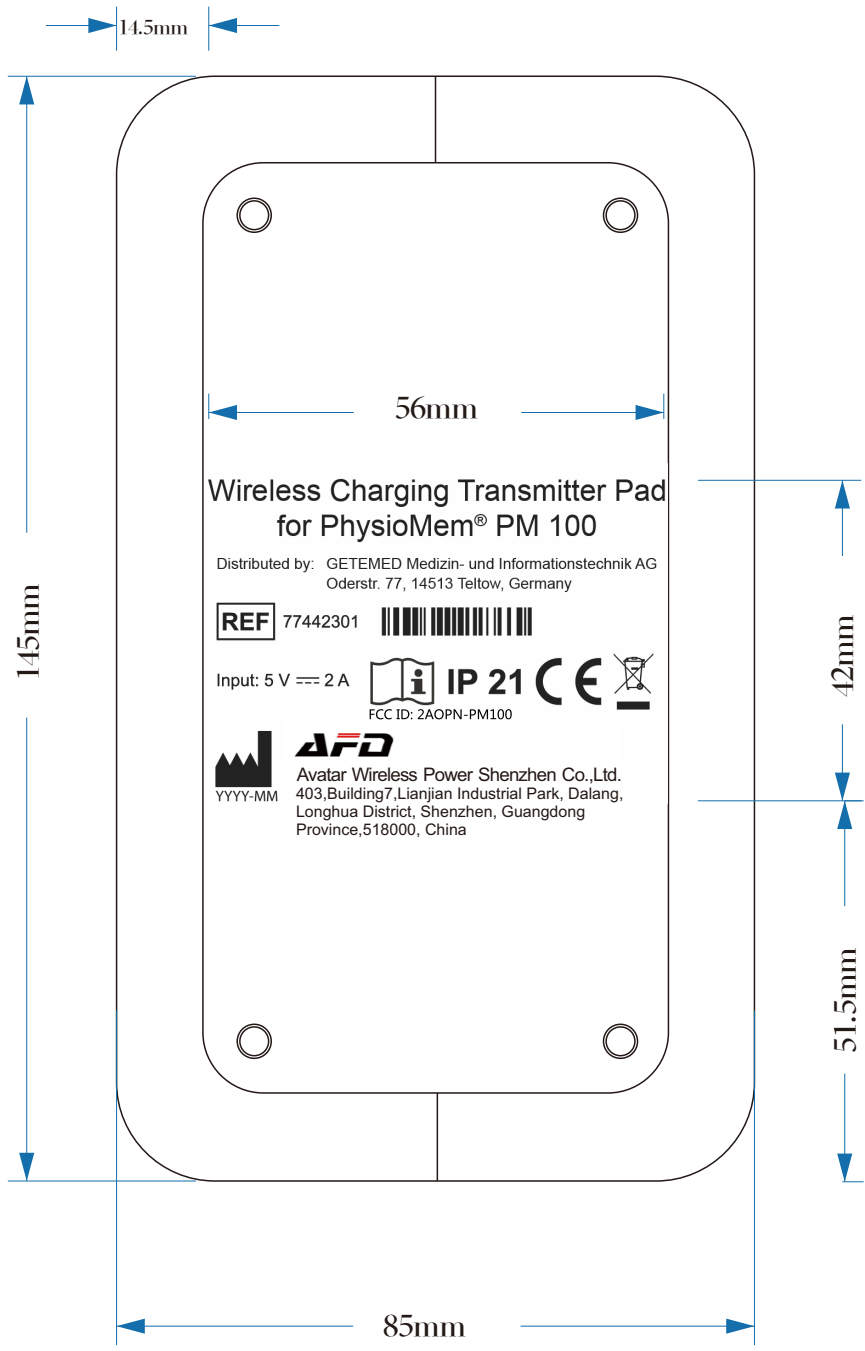 14.5mm
56mm
Wireless Charging Transmitter Pad
for PhysioMem® PM 100
Distributed by: GETEMED Medizin- und Informationstechnik AG
Oderstr. 77, 14513 Teltow, Germany
REF 77442301
Input: 5 V ⎓ 2 A
i IP 21 CE
FCC ID: 2AOPN-PM100
AFD
YYYY-MM
Avatar Wireless Power Shenzhen Co.,Ltd.
403,Building7,Lianjian Industrial Park, Dalang,
Longhua District, Shenzhen, Guangdong
Province,518000, China
145mm
42mm
51.5mm
85mm